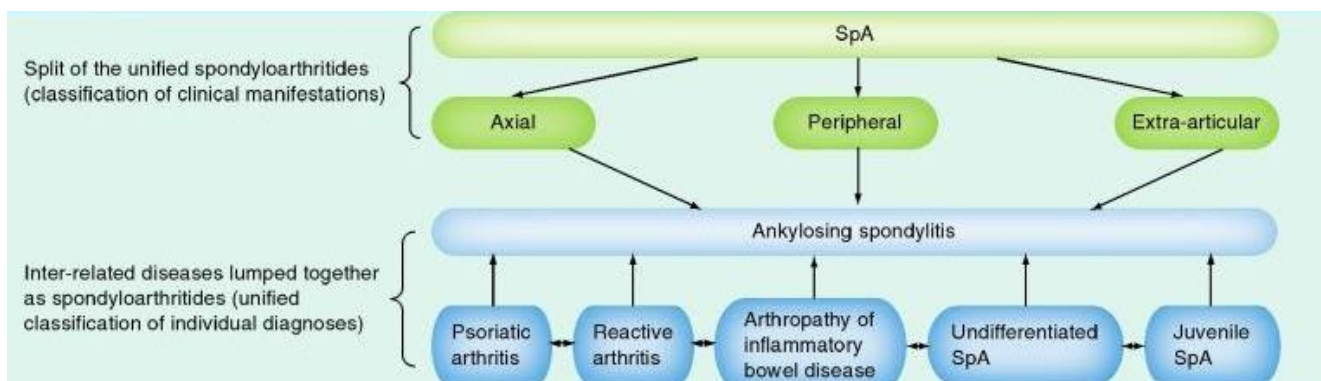 SpA
Split of the unified spondyloarthritides
(classification of clinical manifestations)
Axial
Peripheral
Extra-articular
Ankylosing spondylitis
Inter-related diseases lumped together
as spondyloarthritides (unified
classification of individual diagnoses)
Psoriatic
arthritis
Reactive
arthritis
Arthropathy of
inflammatory
bowel disease
Undifferentiated
SpA
Juvenile
SpA